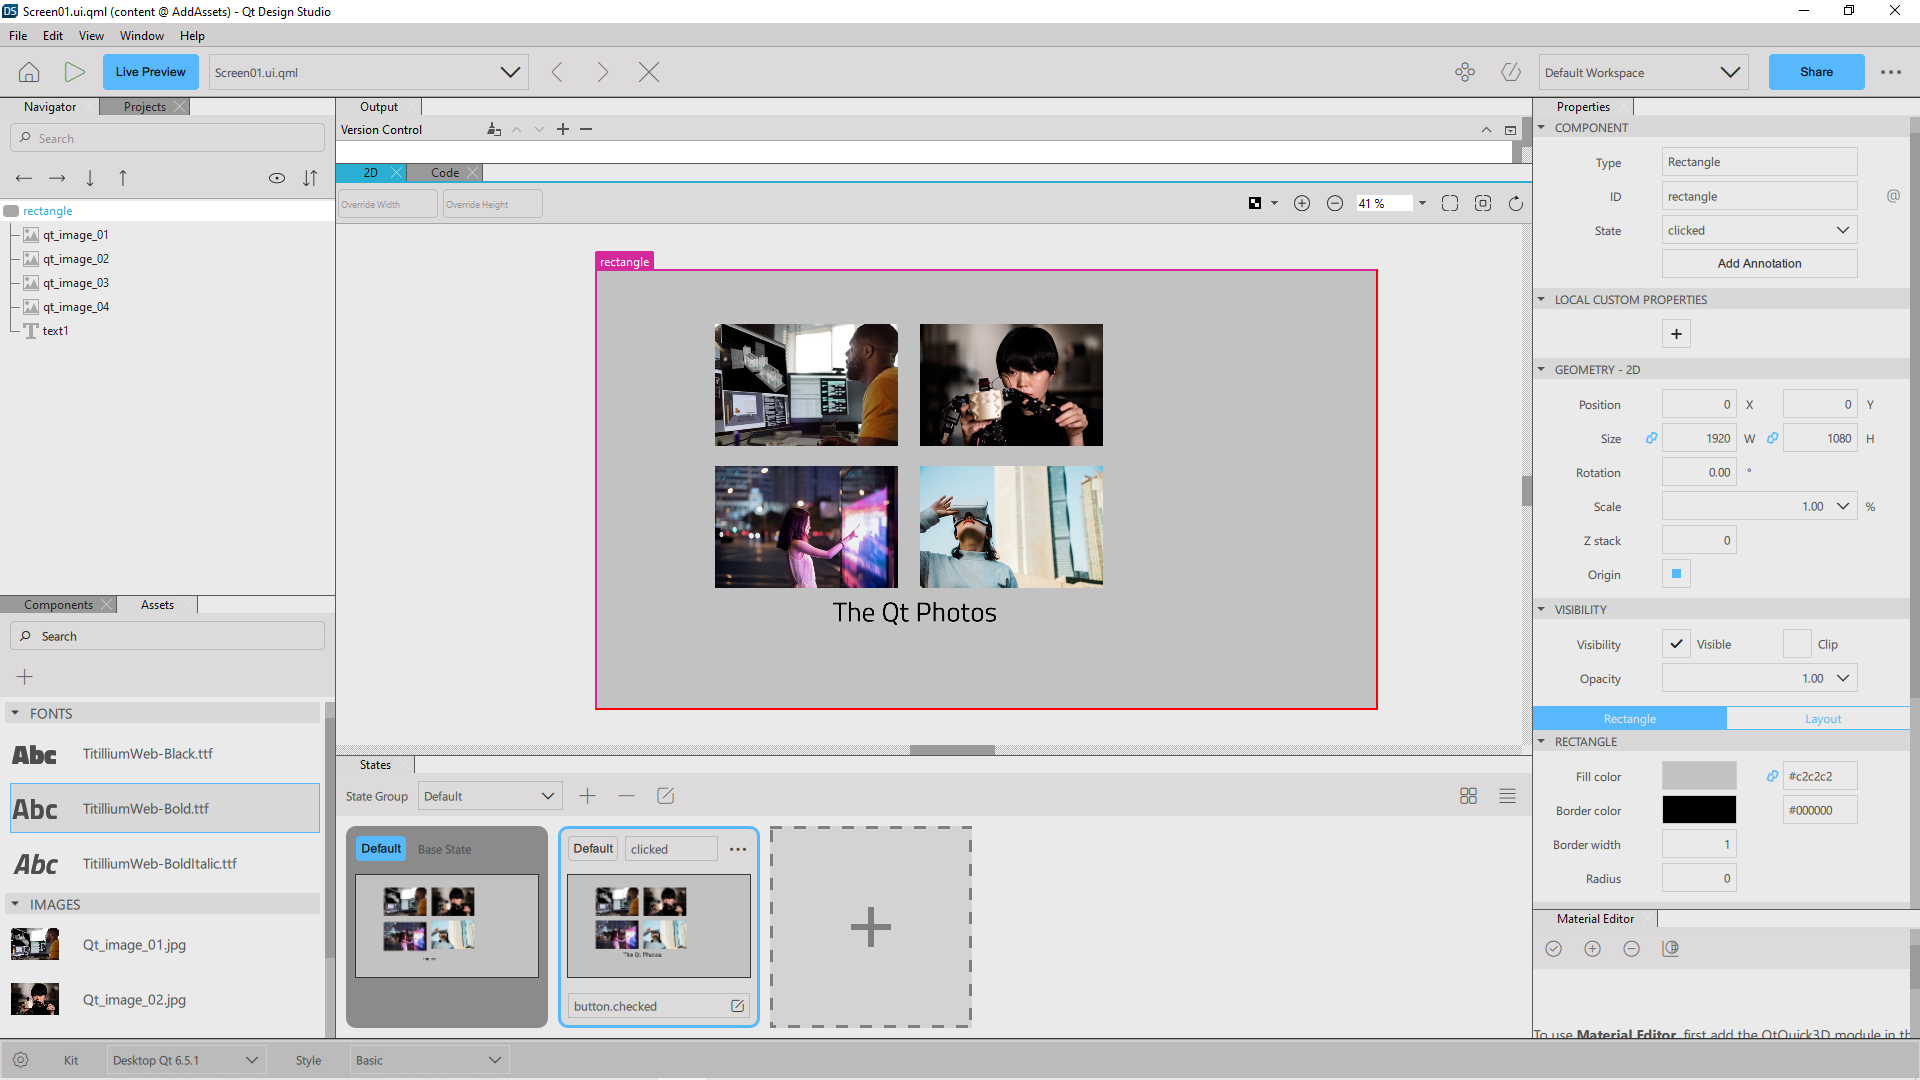 Screen01.ui.qml (content @ AddAssets) - Qt Design Studio
File Edit View Window Help
Live Preview Screen01.ui.qml Default Workspace Share
Navigator Projects
Search
rectangle
qt_image_01
qt_image_02
qt_image_03
qt_image_04
text1
Components Assets
Search
FONTS
Abc TitilliumWeb-Black.ttf
Abc TitilliumWeb-Bold.ttf
Abc TitilliumWeb-BoldItalic.ttf
IMAGES
Qt_image_01.jpg
Qt_image_02.jpg
Output
Version Control
2D Code
Override Width Override Height 41 %
rectangle
The Qt Photos
States
State Group Default
Default Base State
Default clicked
The Qt Photos
button.checked
Properties
COMPONENT
Type Rectangle
ID rectangle @
State clicked
Add Annotation
LOCAL CUSTOM PROPERTIES
GEOMETRY - 2D
Position 0 X 0 Y
Size 1920 W 1080 H
Rotation 0.00 °
Scale 1.00 %
Z stack 0
Origin
VISIBILITY
Visibility Visible Clip
Opacity 1.00
Rectangle Layout
RECTANGLE
Fill color #c2c2c2
Border color #000000
Border width 1
Radius 0
Material Editor
To use Material Editor, first add the QtQuick3D module in th
Kit Desktop Qt 6.5.1 Style Basic
DS